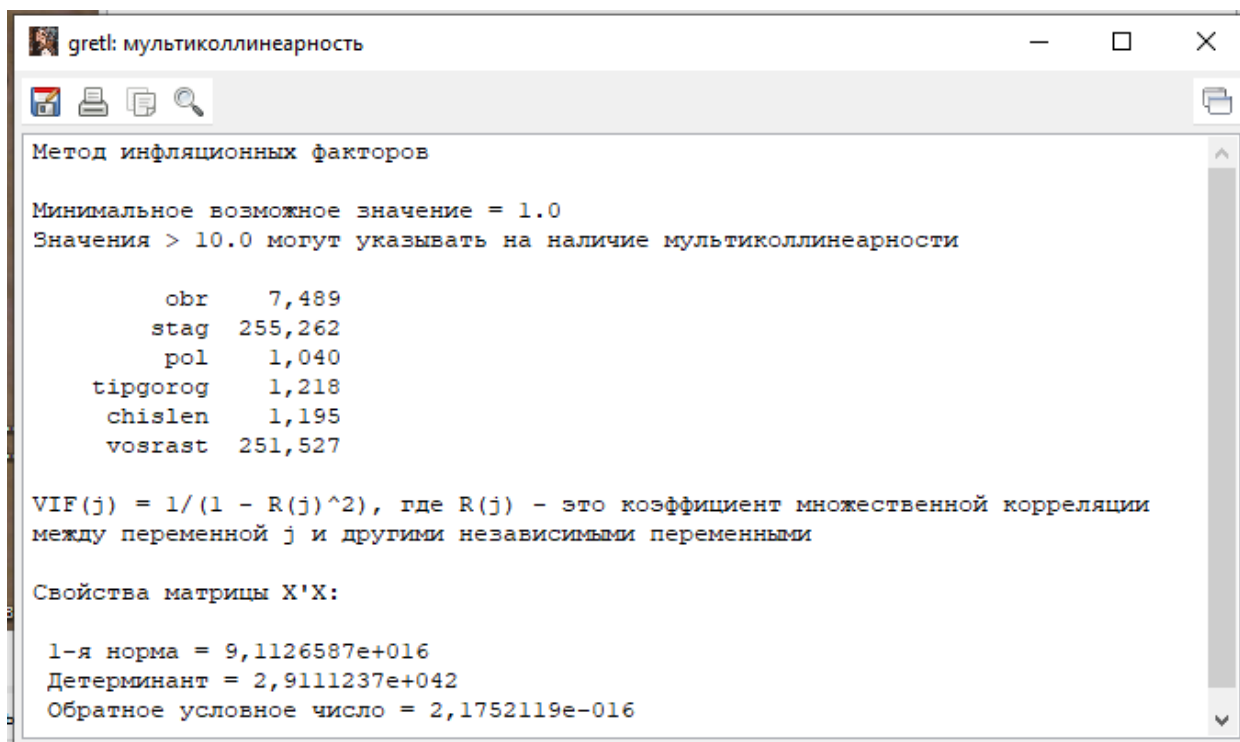 gretl: мультиколлинеарность
Метод инфляционных факторов
Минимальное возможное значение = 1.0
Значения > 10.0 могут указывать на наличие мультиколлинеарности
obr 7,489
stag 255,262
pol 1,040
tipgorog 1,218
chislen 1,195
vosrast 251,527
VIF(j) = 1/(1 - R(j)^2), где R(j) - это коэффициент множественной корреляции
между переменной j и другими независимыми переменными
Свойства матрицы X'X:
1-я норма = 9,1126587e+016
Детерминант = 2,9111237e+042
Обратное условное число = 2,1752119e-016